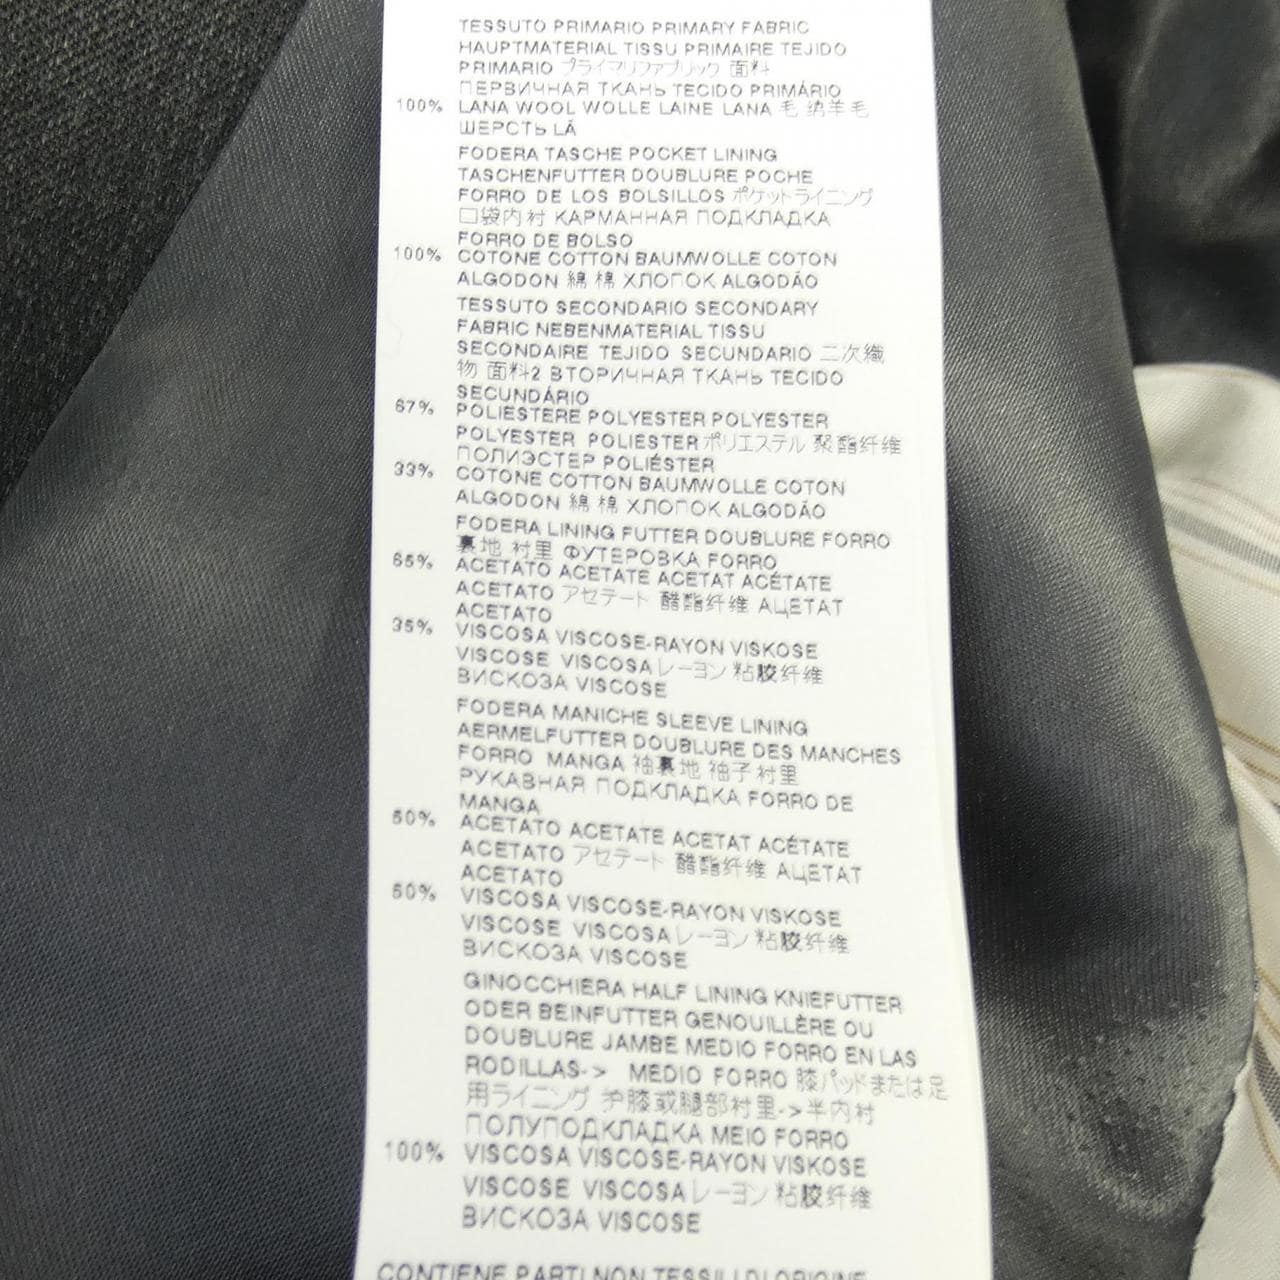 TESSUTO PRIMARIO PRIMARY FABRIC
HAUPTMATERIAL TISSU PRIMAIRE TEJIDO
PRIMARIO プライマリファブリック 面料
ПЕРВИЧНАЯ ТКАНЬ TECIDO PRIMÁRIO
100% LANA WOOL WOLLE LAINE LANA 毛 纳羊毛
ШЕРСТЬ LÃ
FODERA TASCHE POCKET LINING
TASCHENFUTTER DOUBLURE POCHE
FORRO DE LOS BOLSILLOS ポケットライニング
口袋内衬 КАРМАННАЯ ПОДКЛАДКА
FORRO DE BOLSO
100% COTONE COTTON BAUMWOLLE COTON
ALGODON 綿 棉 ХЛОПОК ALGODÃO
TESSUTO SECONDARIO SECONDARY
FABRIC NEBENMATERIAL TISSU
SECONDAIRE TEJIDO SECUNDARIO 二次織
物 面料2 ВТОРИЧНАЯ ТКАНЬ TECIDO
SECUNDÁRIO
67% POLIESTERE POLYESTER POLYESTER
POLYESTER POLIESTER ポリエステル 聚酯纤维
ПОЛИЭСТЕР POLIÉSTER
33% COTONE COTTON BAUMWOLLE COTON
ALGODON 綿 棉 ХЛОПОК ALGODÃO
FODERA LINING FUTTER DOUBLURE FORRO
裏地 衬里 ФУТЕРОВКА FORRO
65% ACETATO ACETATE ACETAT ACÉTATE
ACETATO アセテート 醋酯纤维 АЦЕТАТ
ACETATO
35% VISCOSA VISCOSE-RAYON VISKOSE
VISCOSE VISCOSA レーヨン 粘胶纤维
ВИСКОЗА VISCOSE
FODERA MANICHE SLEEVE LINING
AERMELFUTTER DOUBLURE DES MANCHES
FORRO MANGA 袖裏地 袖子衬里
РУКАВНАЯ ПОДКЛАДКА FORRO DE
MANGA
50% ACETATO ACETATE ACETAT ACÉTATE
ACETATO アセテート 醋酯纤维 АЦЕТАТ
ACETATO
50% VISCOSA VISCOSE-RAYON VISKOSE
VISCOSE VISCOSA レーヨン 粘胶纤维
ВИСКОЗА VISCOSE
GINOCCHIERA HALF LINING KNIEFUTTER
ODER BEINFUTTER GENOUILLÈRE OU
DOUBLURE JAMBE MEDIO FORRO EN LAS
RODILLAS-> MEDIO FORRO 膝パッドまたは足
用ライニング 护膝或腿部衬里->半内衬
ПОЛУПОДКЛАДКА MEIO FORRO
100% VISCOSA VISCOSE-RAYON VISKOSE
VISCOSE VISCOSA レーヨン 粘胶纤维
ВИСКОЗА VISCOSE
CONTIENE PARTI NON TESSILI DI ORIGINE